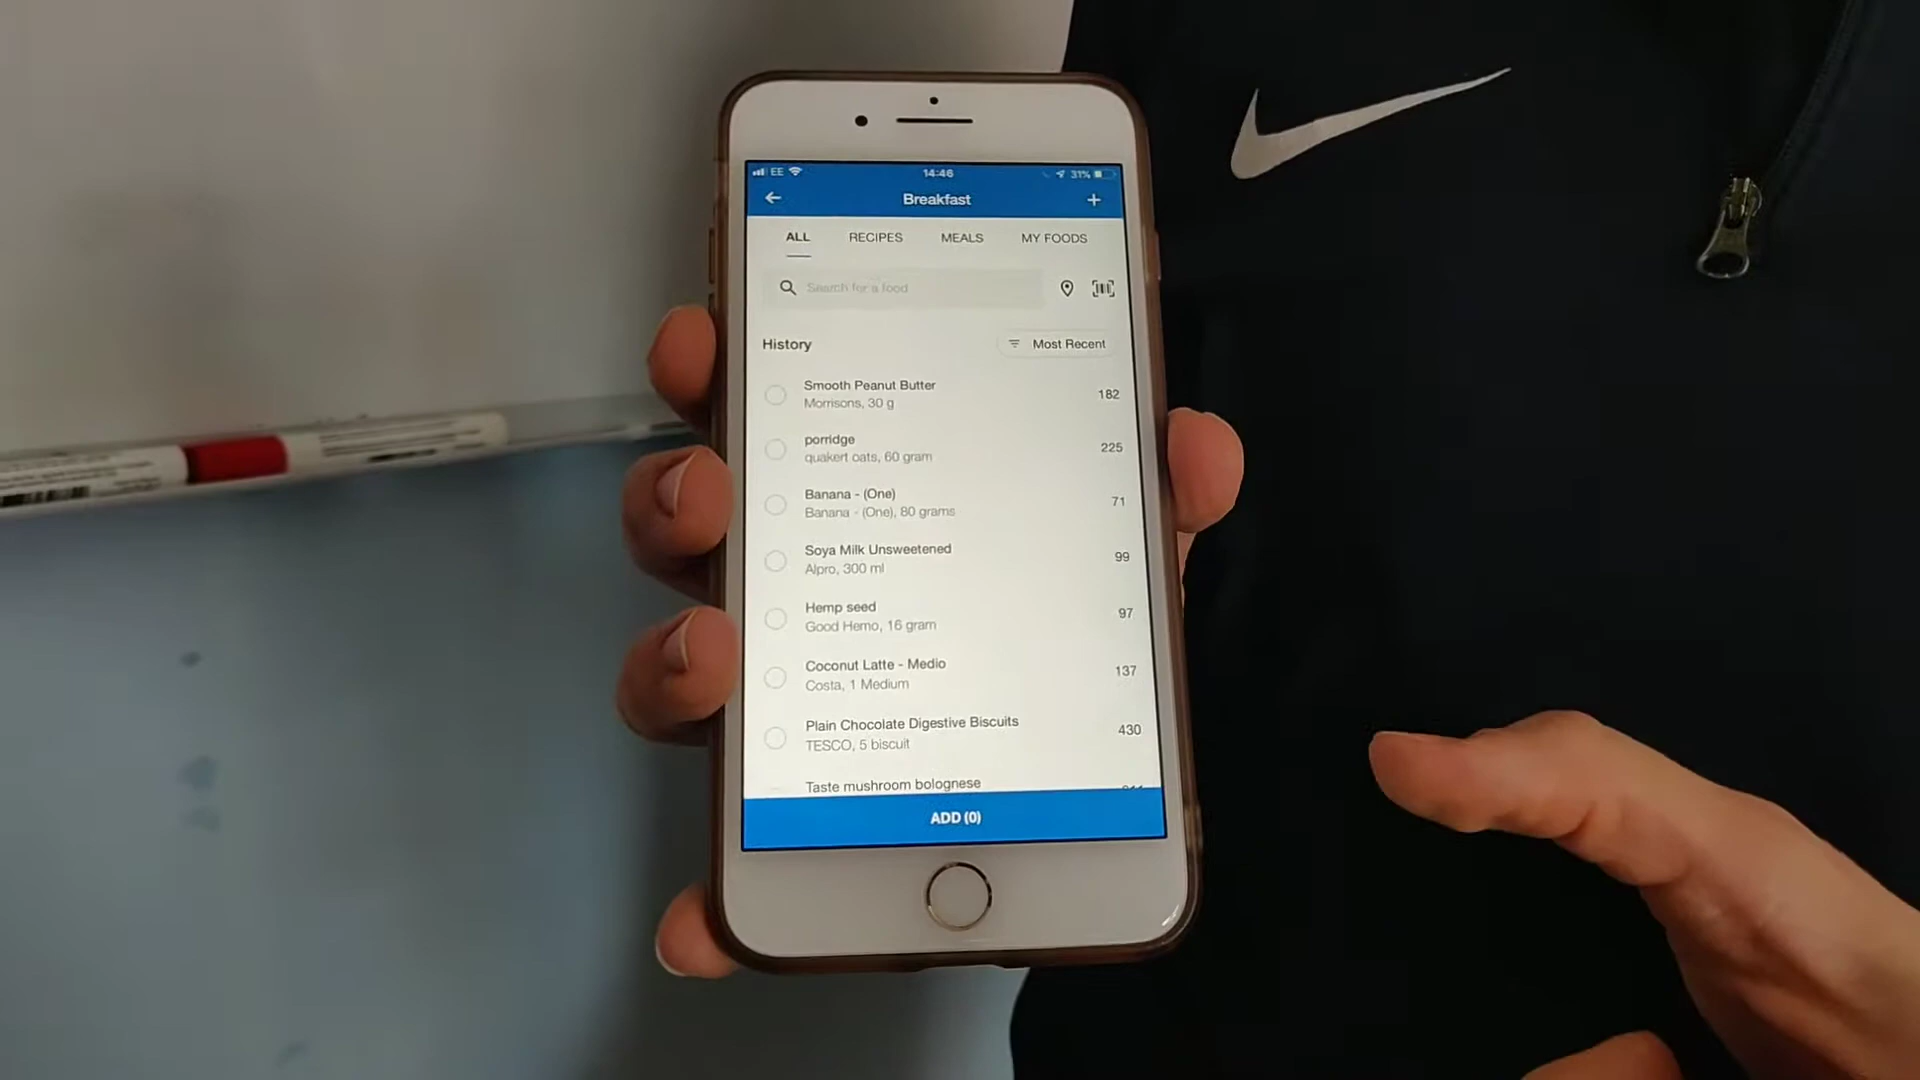 EE 14:46 31%
Breakfast
ALL RECIPES MEALS MY FOODS
Search for a food
History Most Recent
Smooth Peanut Butter
Morrisons, 30 g 182
porridge
quakert oats, 60 gram 225
Banana - (One)
Banana - (One), 80 grams 71
Soya Milk Unsweetened
Alpro, 300 ml 99
Hemp seed
Good Hemo, 16 gram 97
Coconut Latte - Medio
Costa, 1 Medium 137
Plain Chocolate Digestive Biscuits
TESCO, 5 biscuit 430
Taste mushroom bolognese
ADD (0)